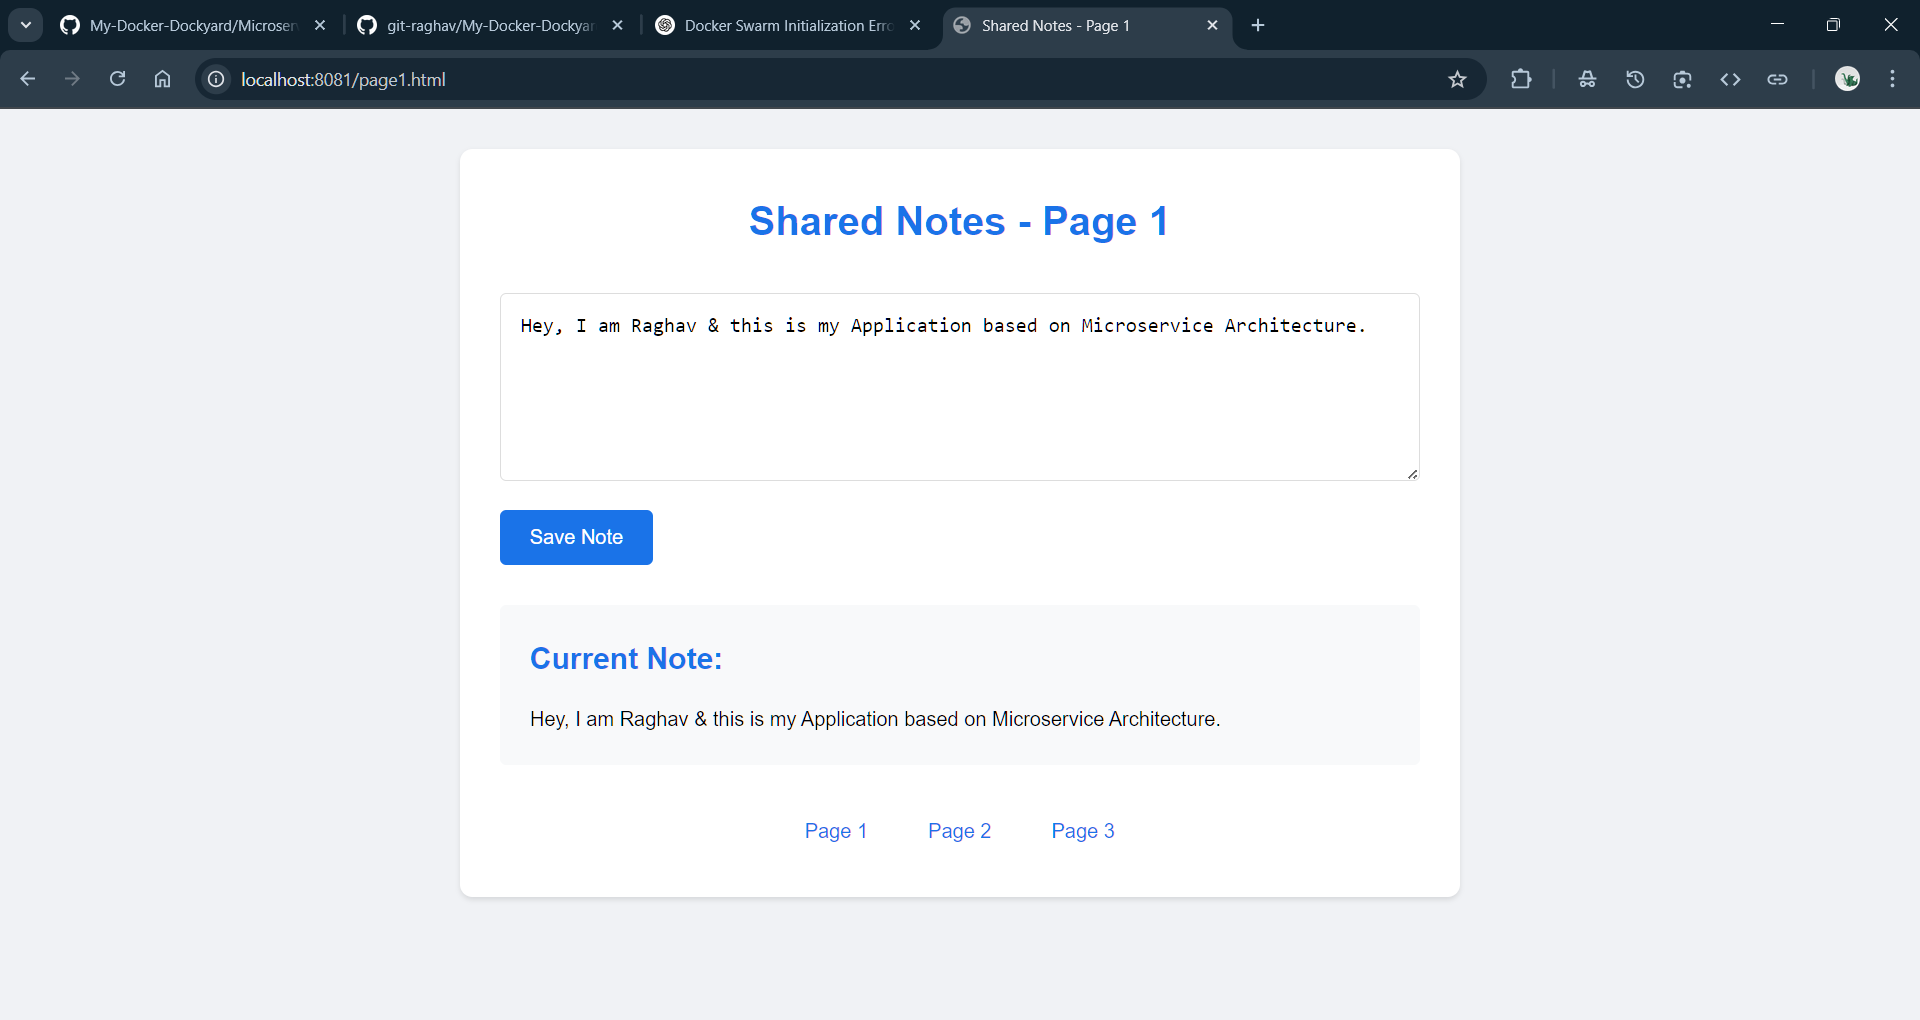 My-Docker-Dockyard/Microser
git-raghav/My-Docker-Dockyar
Docker Swarm Initialization Erro
Shared Notes - Page 1
localhost:8081/page1.html
Shared Notes - Page 1
Hey, I am Raghav & this is my Application based on Microservice Architecture.
Save Note
Current Note:
Hey, I am Raghav & this is my Application based on Microservice Architecture.
Page 1 Page 2 Page 3